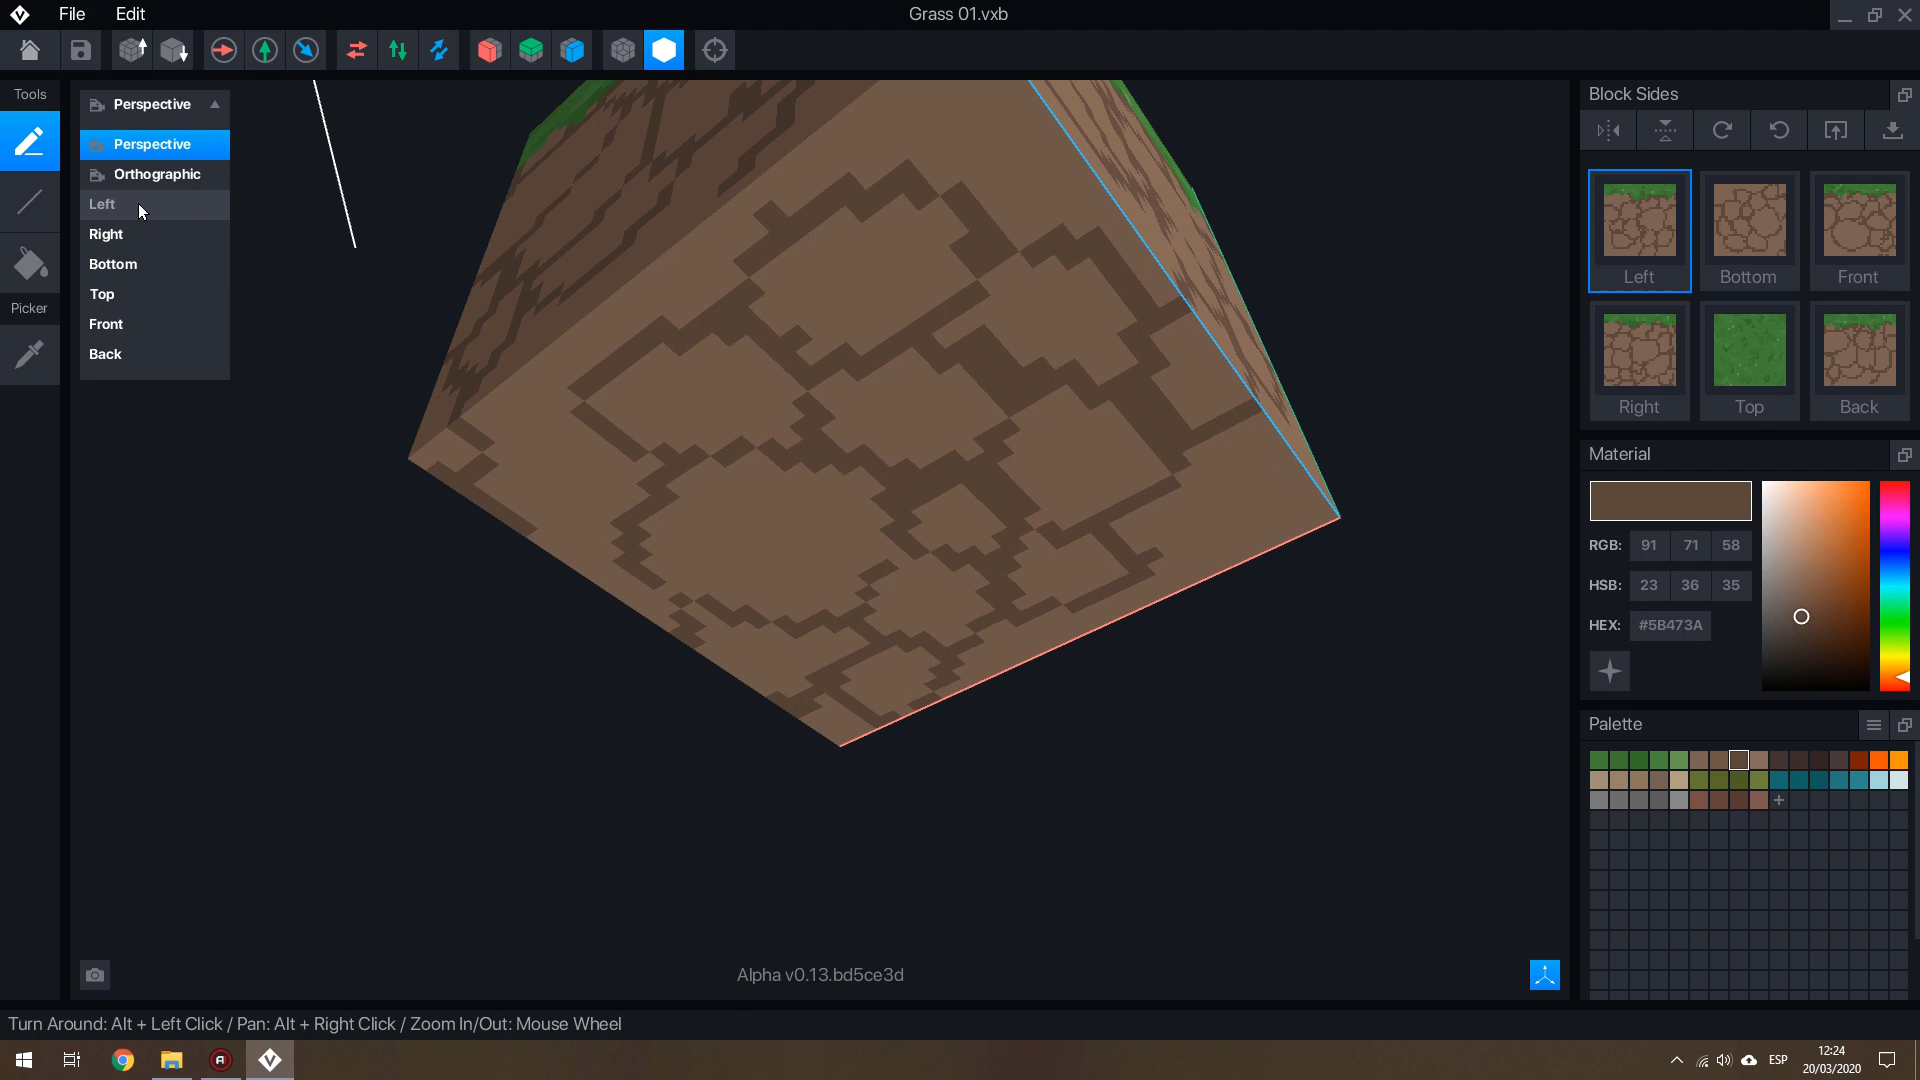 File Edit Grass 01.vxb
Tools
Perspective
Perspective
Orthographic
Left
Right
Bottom
Top
Front
Back
Picker
Block Sides
Left Bottom Front
Right Top Back
Material
RGB: 91 71 58
HSB: 23 36 35
HEX: #5B473A
Palette
Alpha v0.13.bd5ce3d
Turn Around: Alt + Left Click / Pan: Alt + Right Click / Zoom In/Out: Mouse Wheel
ESP
12:24
20/03/2020